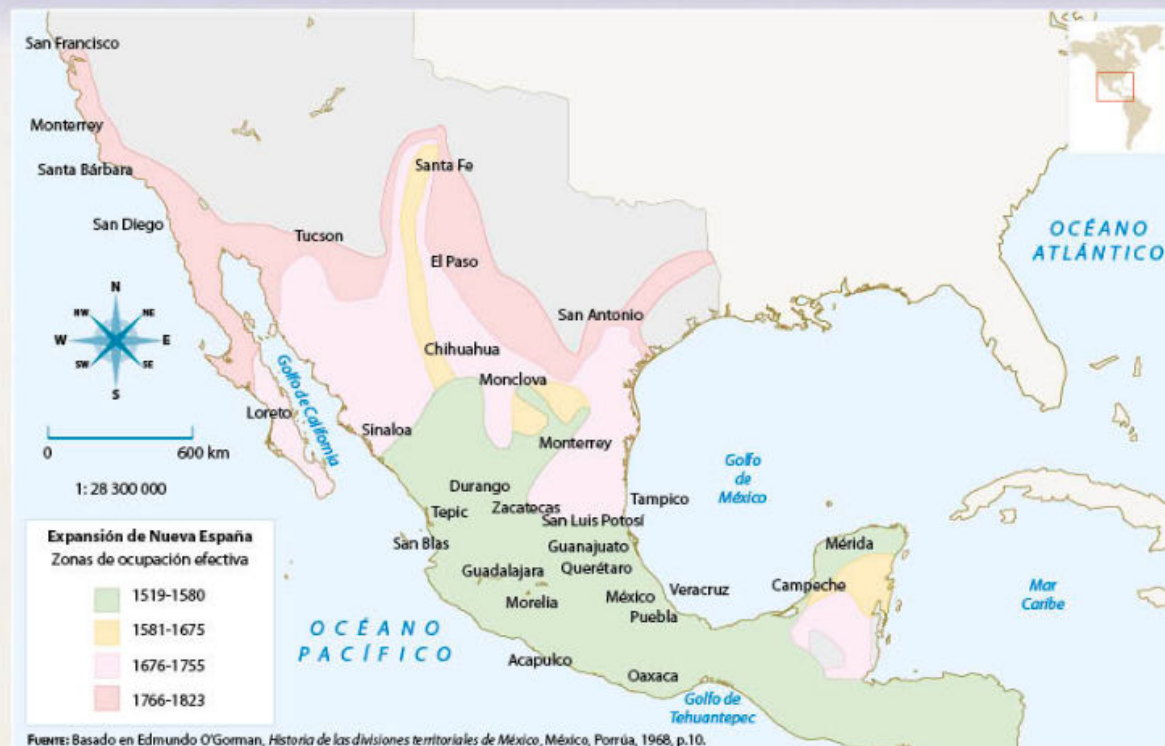 San Francisco
Monterrey
Santa Bárbara
San Diego
Tucson
Santa Fe
El Paso
San Antonio
Chihuahua
Monclova
Loreto
Golfo de California
Sinaloa
Monterrey
Durango
Zacatecas
Tampico
San Luis Potosí
Tepic
San Blas
Guanajuato
Guadalajara
Querétaro
Morelia
México
Puebla
Veracruz
Acapulco
Oaxaca
Campeche
Mérida
OCÉANO
ATLÁNTICO
Golfo
de
México
Mar
Caribe
OCÉANO
PACÍFICO
Golfo de
Tehuantepec
N
NW
NE
W
E
SW
SE
S
0
600 km
1: 28 300 000
Expansión de Nueva España
Zonas de ocupación efectiva
1519-1580
1581-1675
1676-1755
1766-1823
FUENTE: Basado en Edmundo O'Gorman, Historia de las divisiones territoriales de México, México, Porrúa, 1968, p.10.